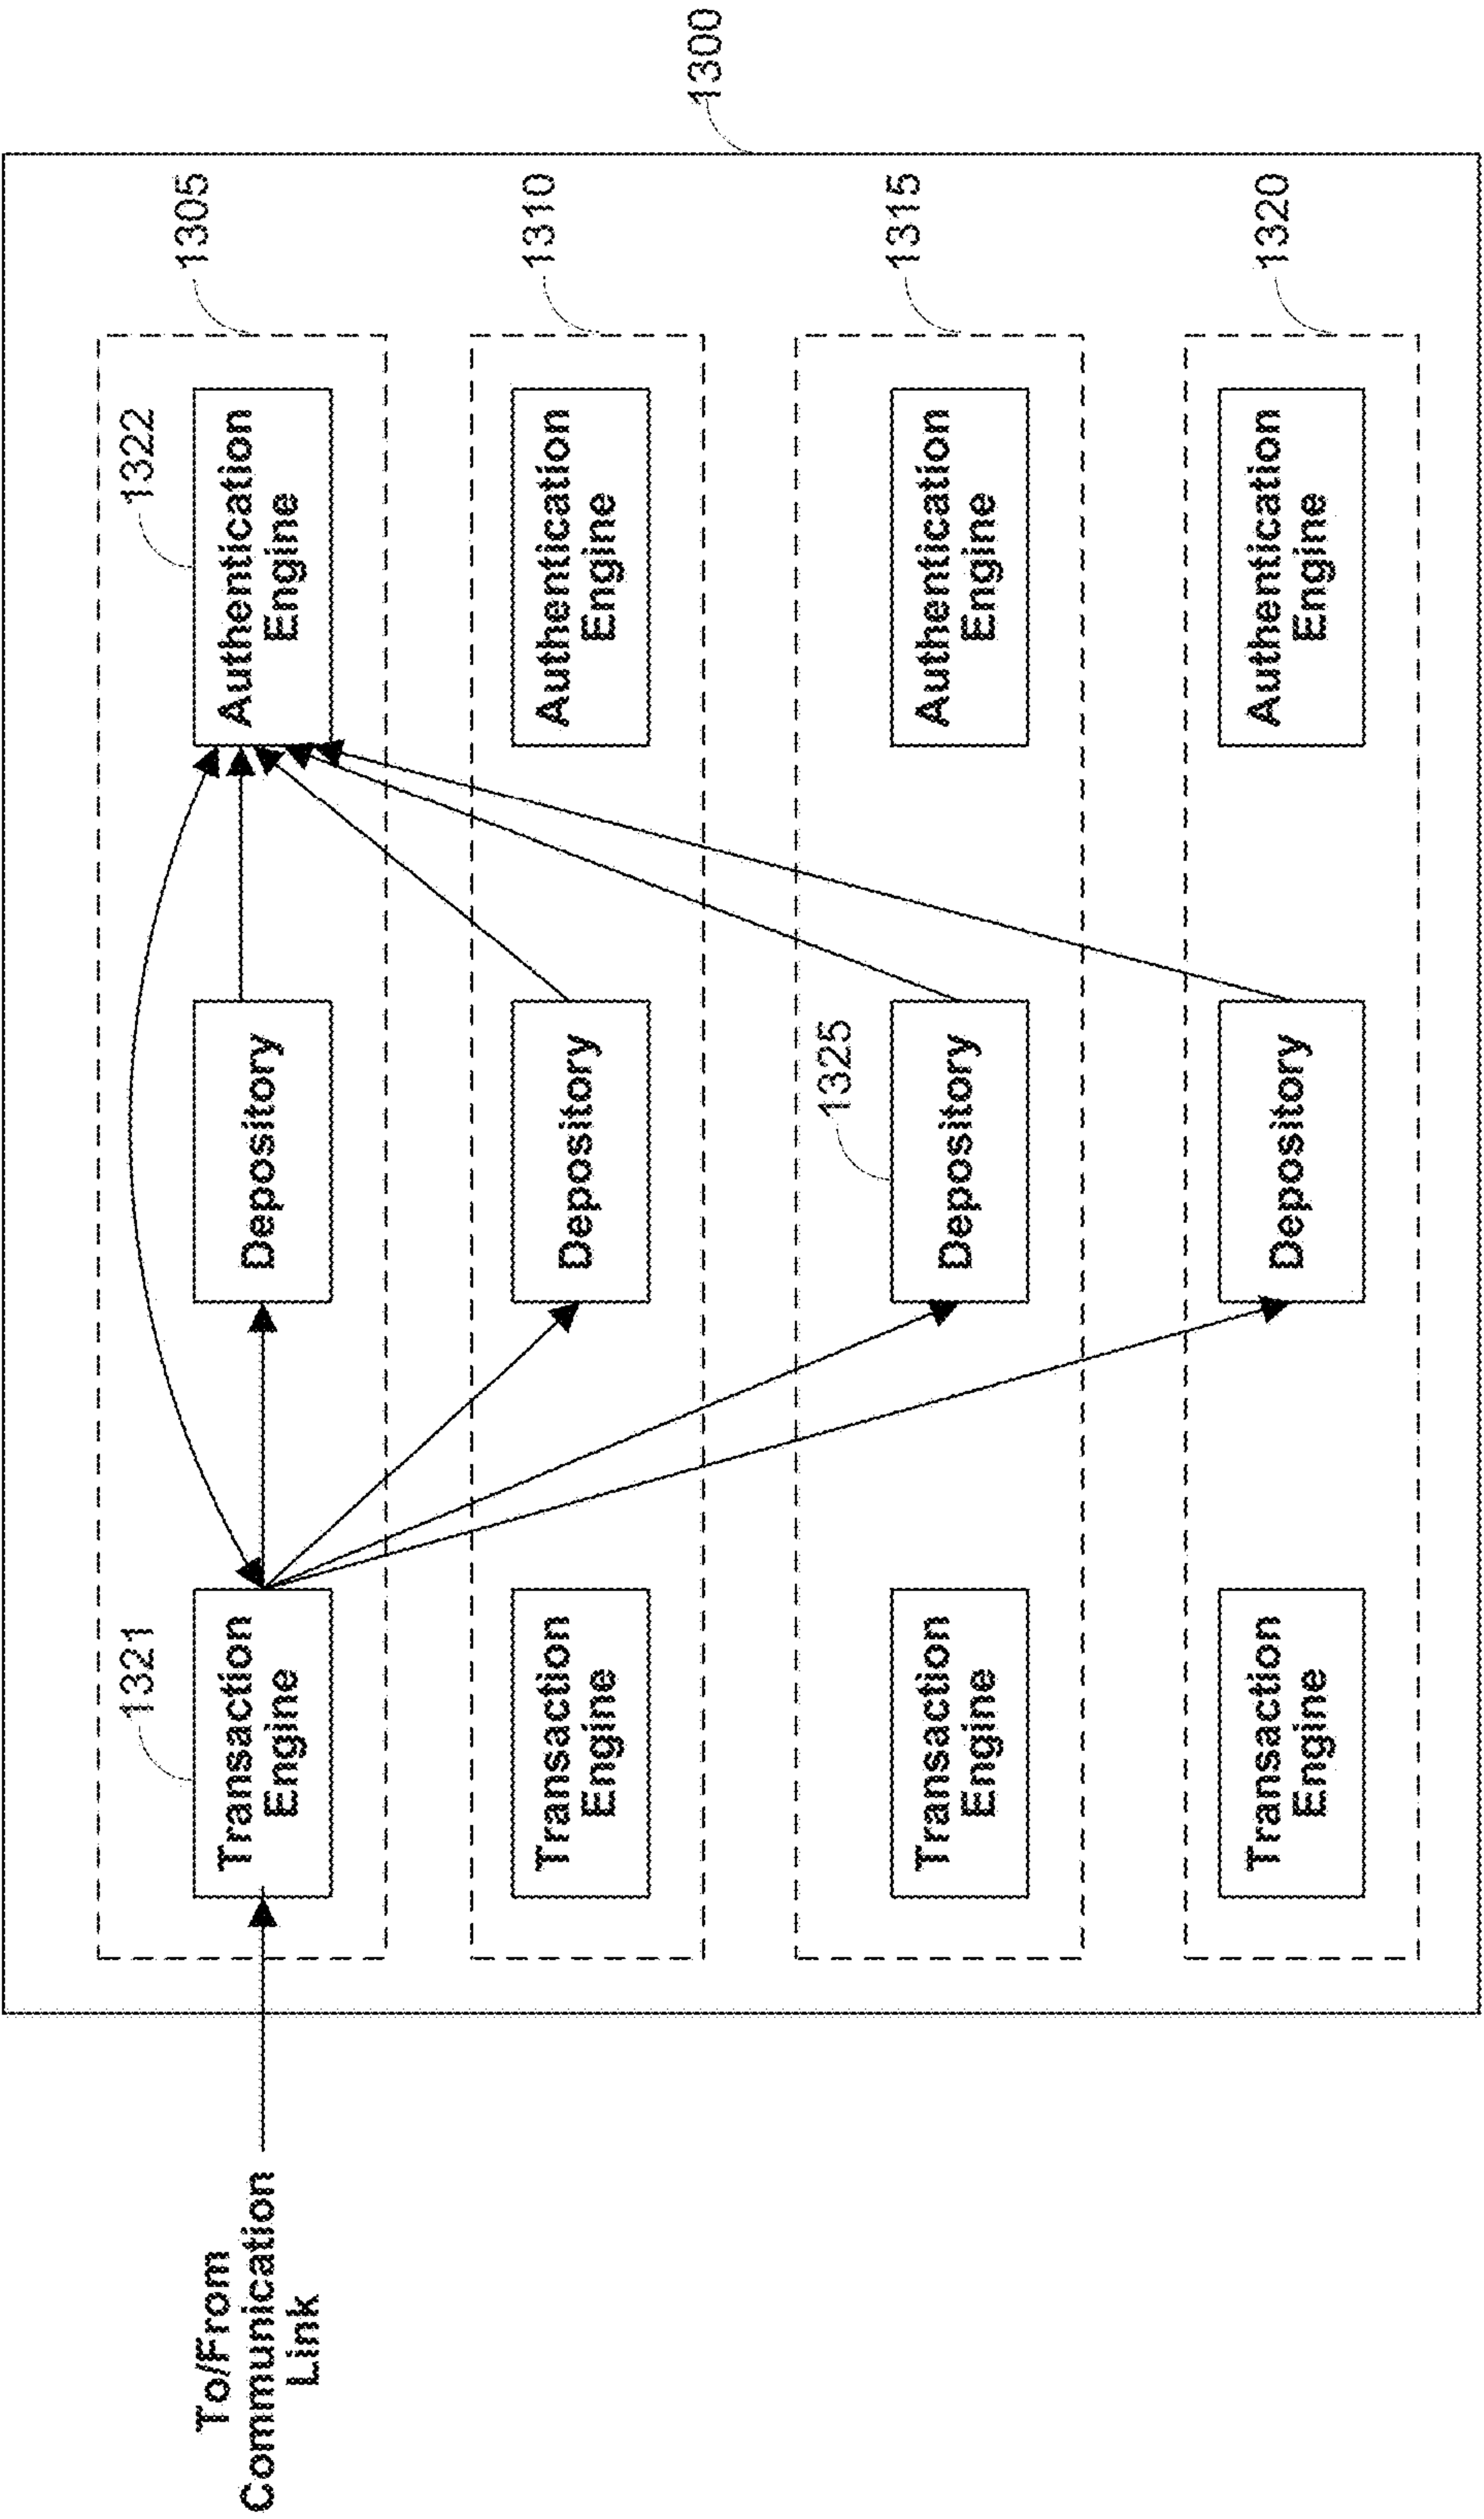 1300
1305
1322
Authentication
Engine
Depository
1321
Transaction
Engine
To/From
Communication
Link
1310
Authentication
Engine
Depository
Transaction
Engine
1315
Authentication
Engine
1325
Depository
Transaction
Engine
1320
Authentication
Engine
Depository
Transaction
Engine